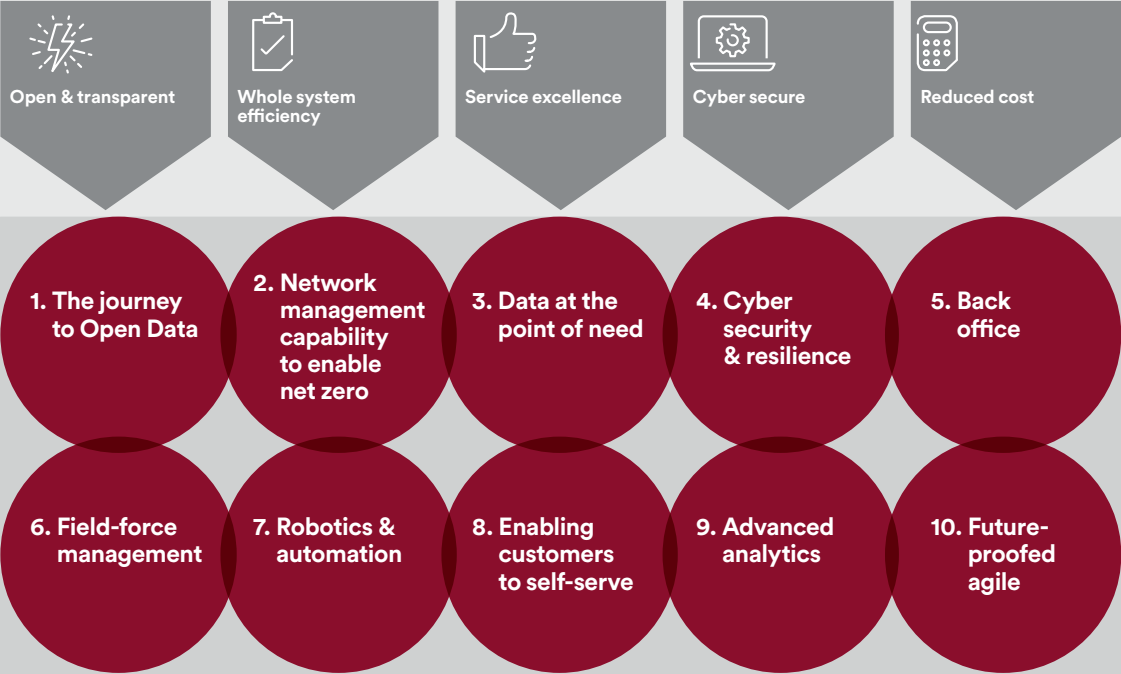 Open & transparent
Whole system
efficiency
Service excellence
Cyber secure
Reduced cost
1. The journey
to Open Data
2. Network
management
capability
to enable
net zero
3. Data at the
point of need
4. Cyber
security
& resilience
5. Back
office
6. Field-force
management
7. Robotics &
automation
8. Enabling
customers
to self-serve
9. Advanced
analytics
10. Future-
proofed
agile